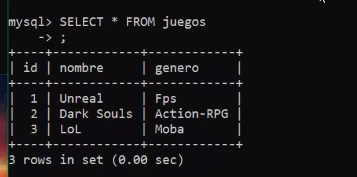 mysql> SELECT * FROM juegos
    -> ;
+----+------------+------------+
| id | nombre     | genero     |
+----+------------+------------+
|  1 | Unreal     | Fps        |
|  2 | Dark Souls | Action-RPG |
|  3 | LoL        | Moba       |
+----+------------+------------+
3 rows in set (0.00 sec)